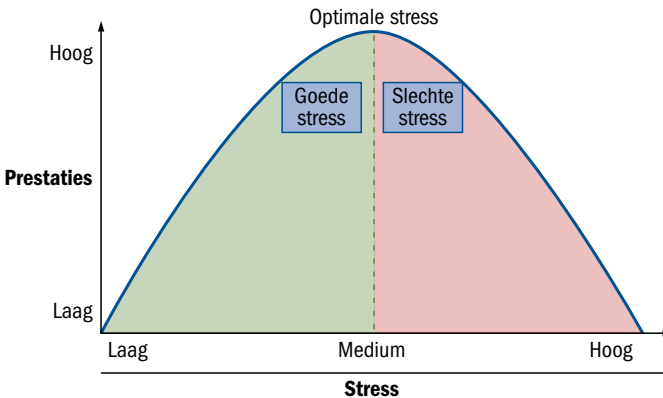 Optimale stress
Hoog
Goede
stress
Slechte
stress
Prestaties
Laag
Laag
Medium
Hoog
Stress